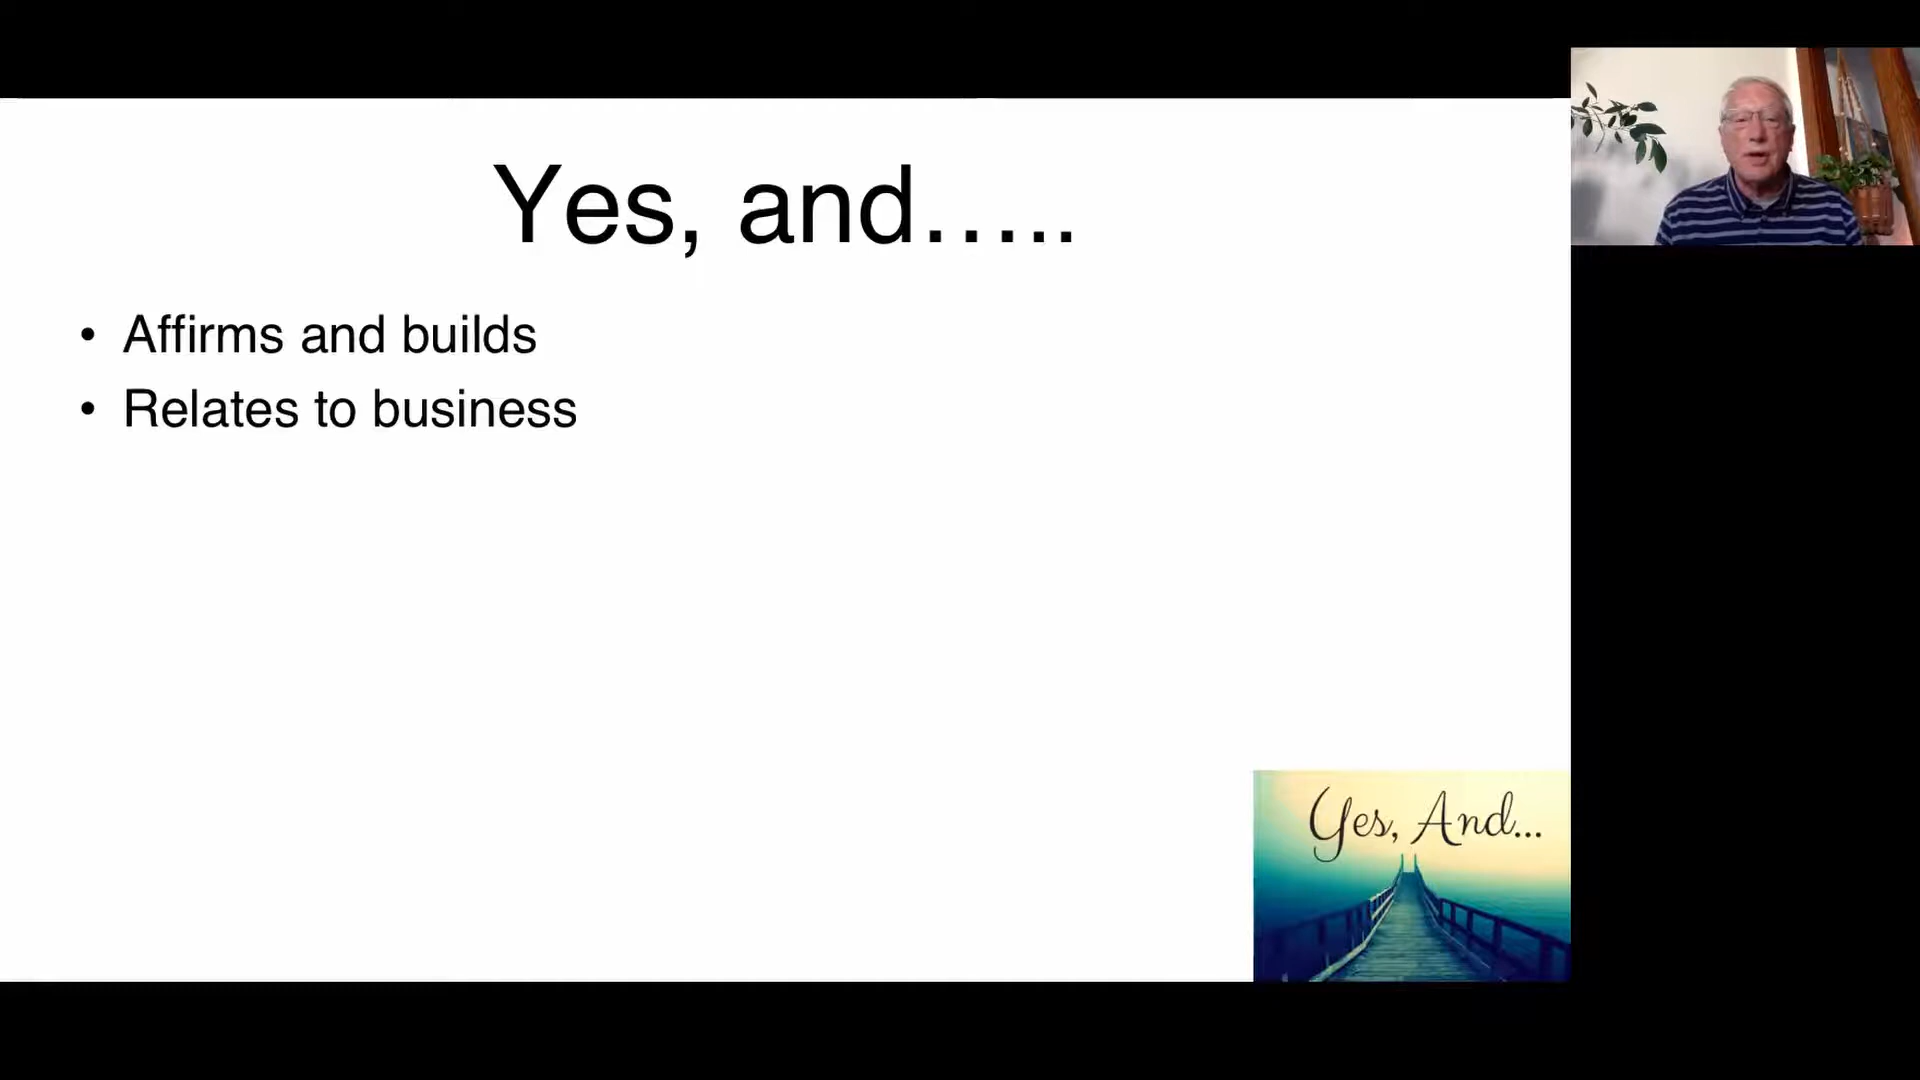 Yes, and…..
• Affirms and builds
• Relates to business
Yes, And...